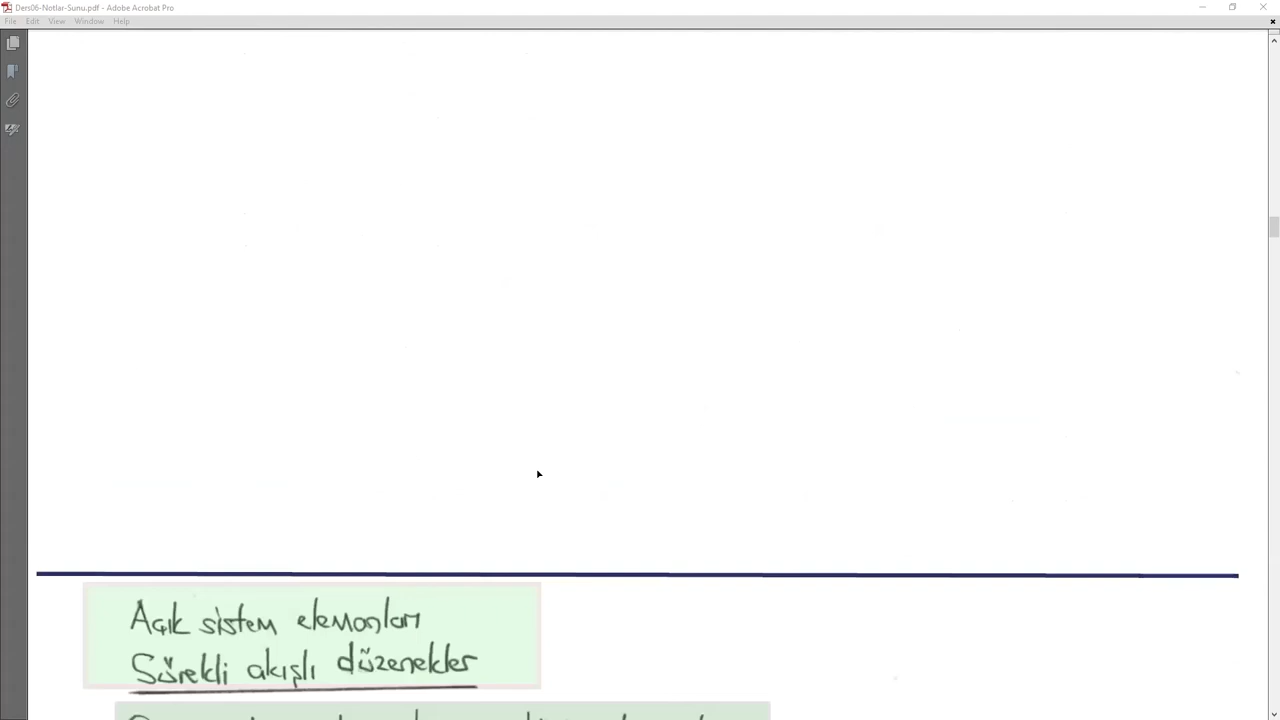 Ders06-Notlar-Sunu.pdf - Adobe Acrobat Pro
File Edit View Window Help
Açık sistem elemanları
Sürekli akışlı düzenekler